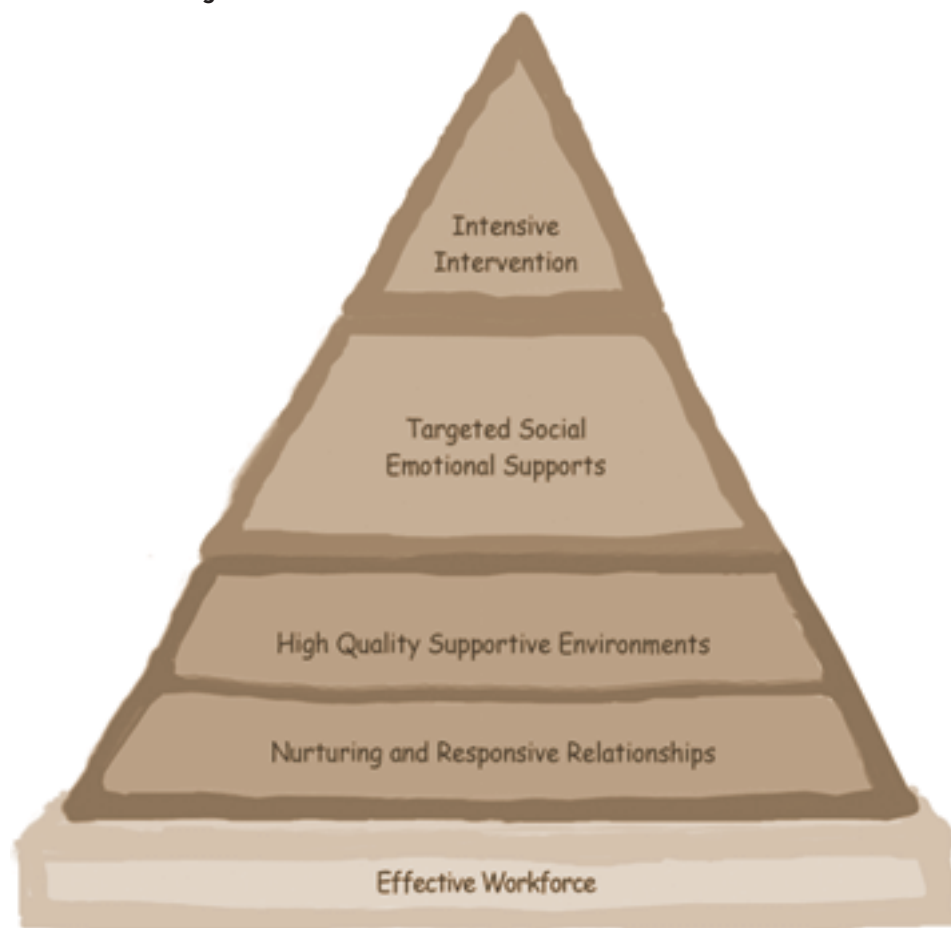 Intensive
Intervention
Targeted Social
Emotional Supports
High Quality Supportive Environments
Nurturing and Responsive Relationships
Effective Workforce